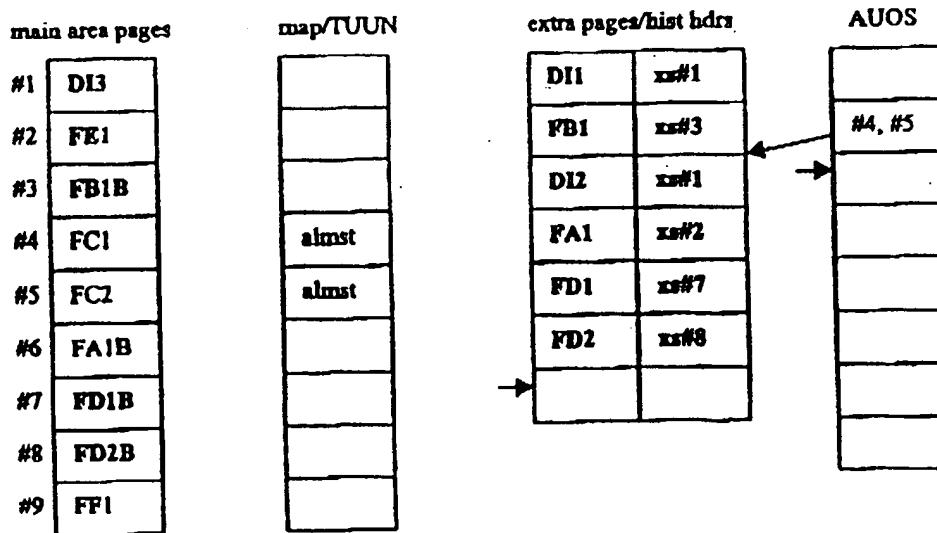 main area pages
map/TUUN
extra pages/hist hdrs
AUOS
#1 DI3
#2 FE1
#3 FB1B
#4 FC1
#5 FC2
#6 FA1B
#7 FD1B
#8 FD2B
#9 FF1
almst
almst
DI1 xs#1
FB1 xs#3
DI2 xs#1
FA1 xs#2
FD1 xs#7
FD2 xs#8
#4, #5